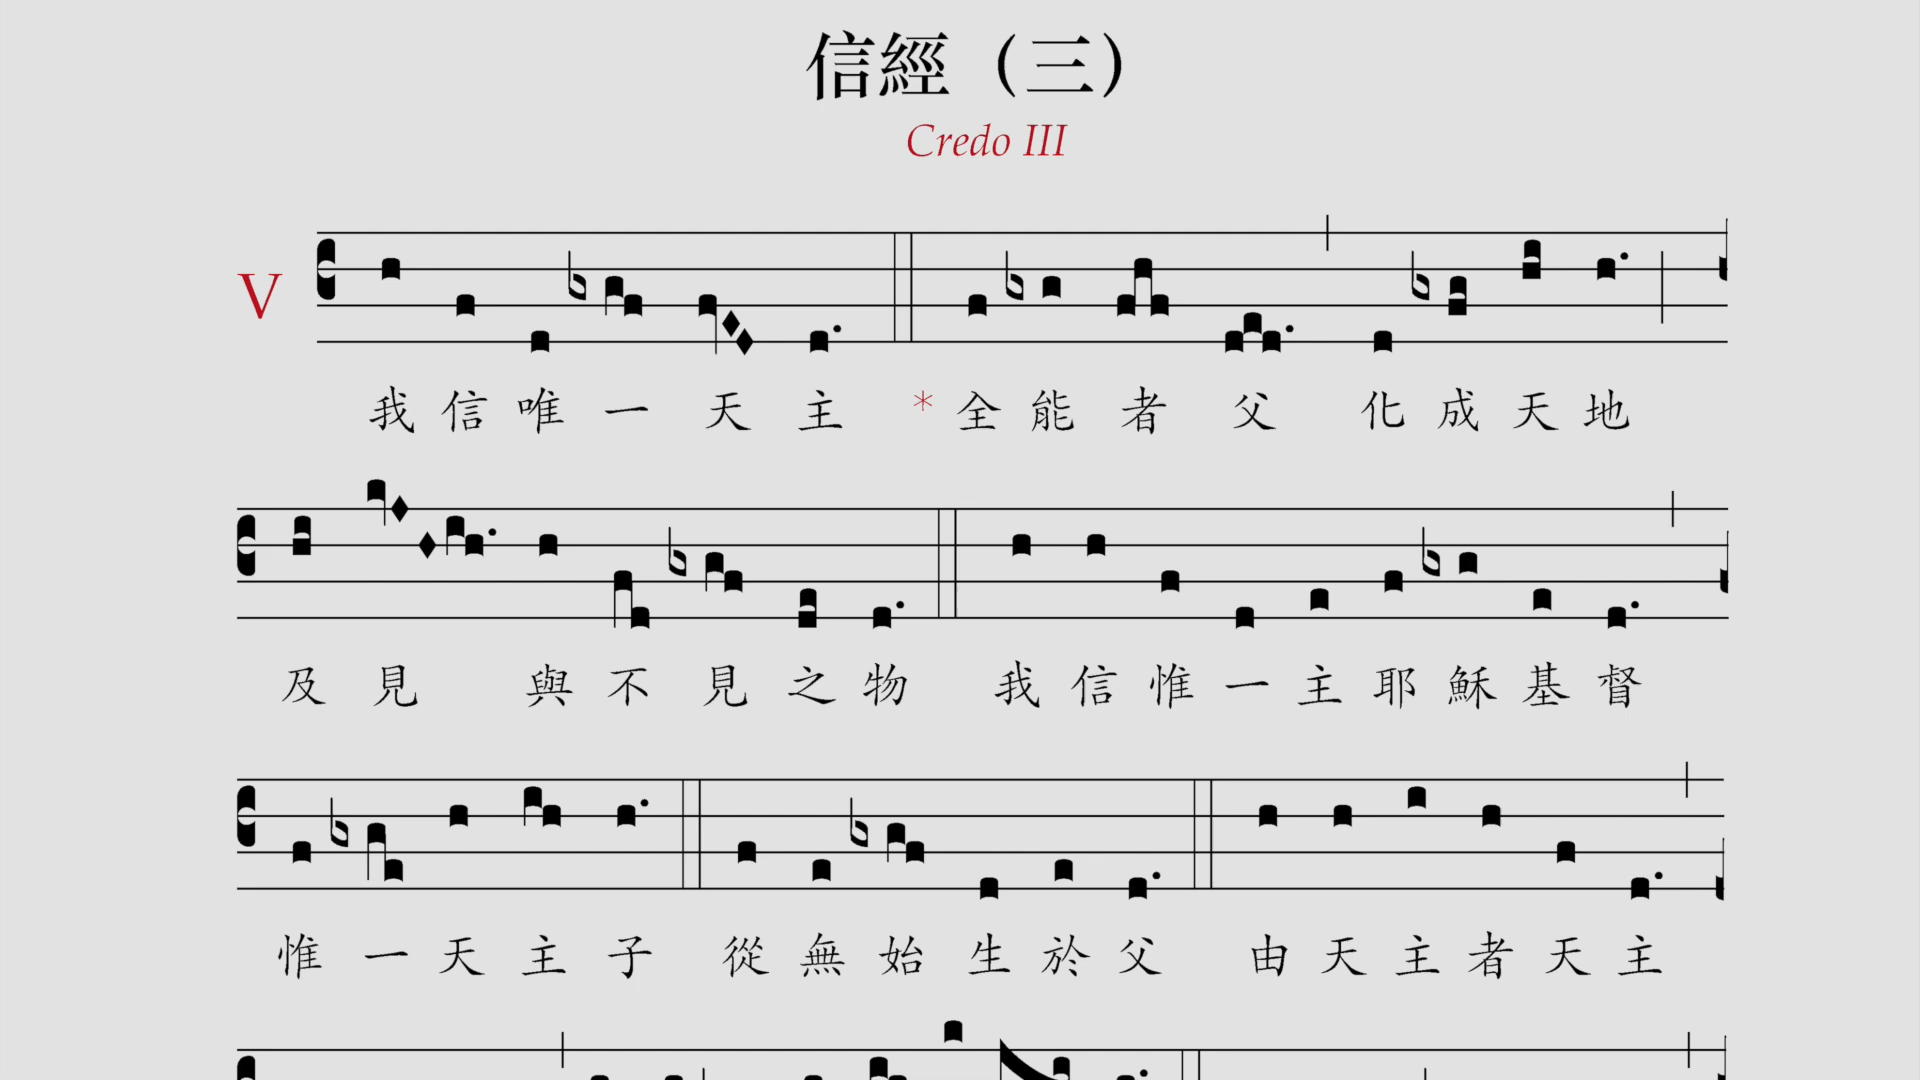 信經（三）
Credo III
V
我信唯一天主 * 全能者父 化成天地
及見 與不見之物 我信惟一主耶穌基督
惟一天主子 從無始生於父 由天主者天主